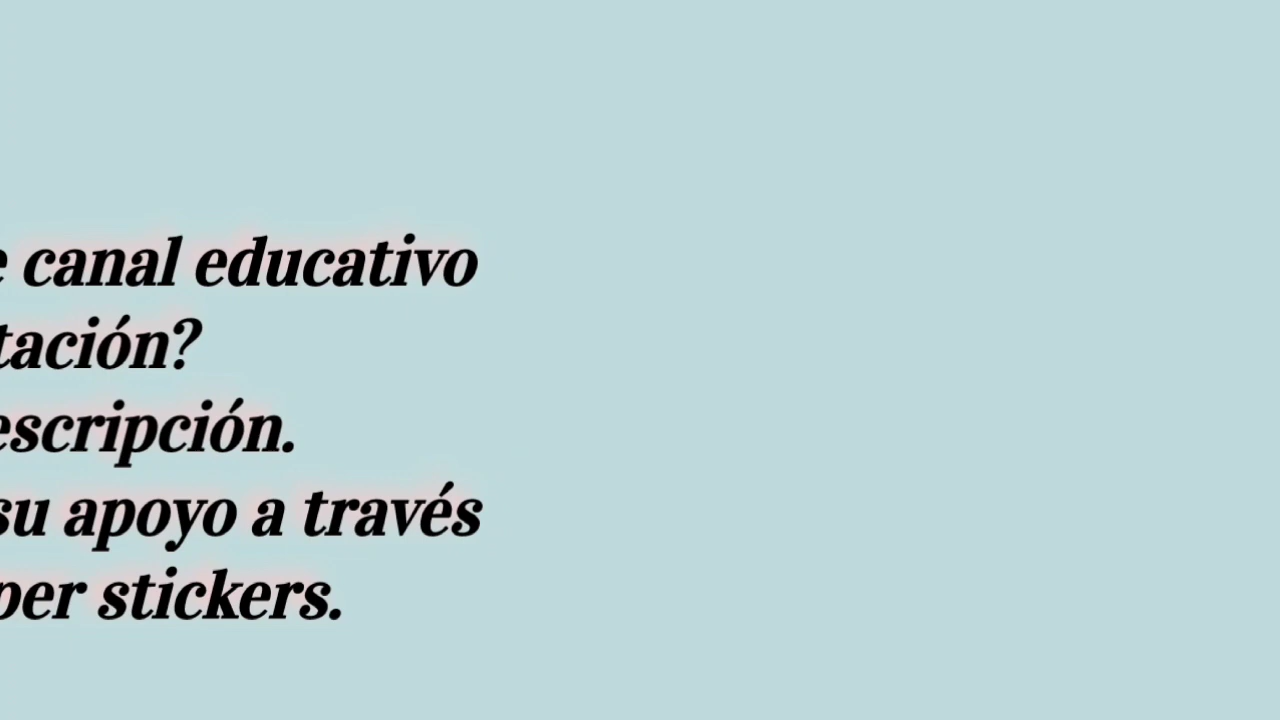 e canal educativo
tación?
escripción.
su apoyo a través
per stickers.